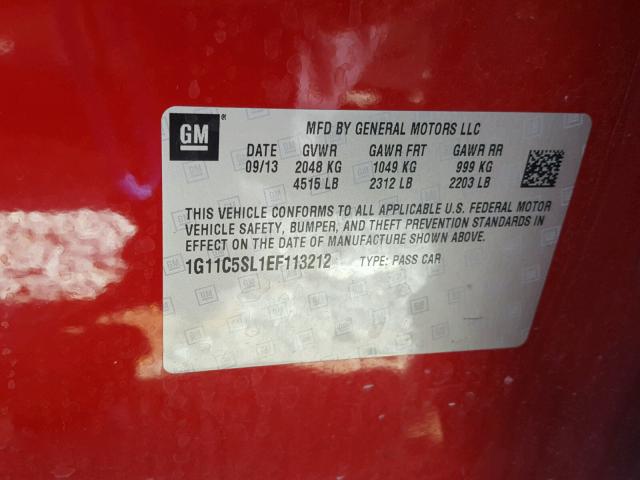 GM
MFD BY GENERAL MOTORS LLC
DATE GVWR GAWR FRT GAWR RR
09/13 2048 KG 1049 KG 999 KG
4515 LB 2312 LB 2203 LB
THIS VEHICLE CONFORMS TO ALL APPLICABLE U.S. FEDERAL MOTOR
VEHICLE SAFETY, BUMPER, AND THEFT PREVENTION STANDARDS IN
EFFECT ON THE DATE OF MANUFACTURE SHOWN ABOVE.
1G11C5SL1EF113212 TYPE: PASS CAR